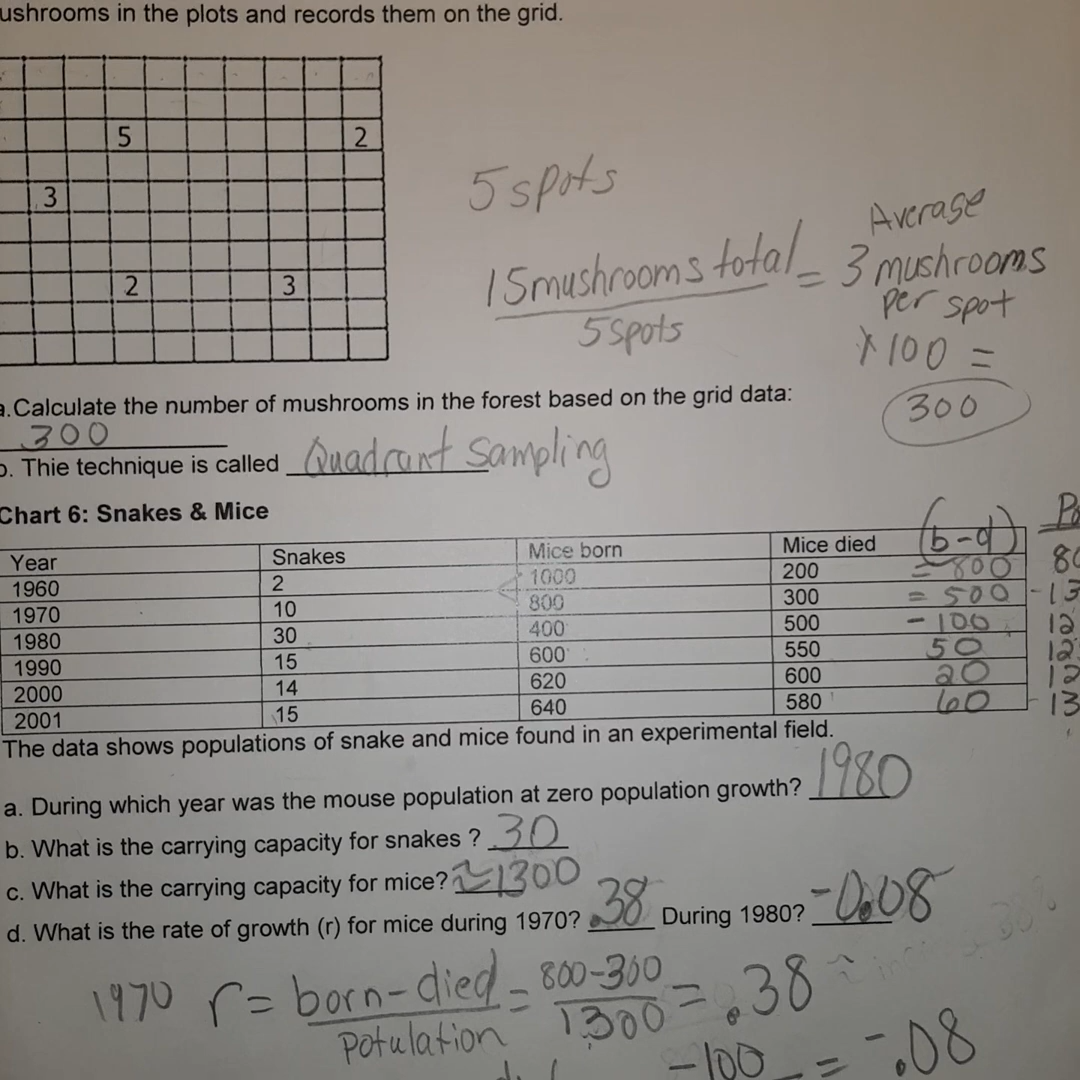 ushrooms in the plots and records them on the grid.
5 2
3
2 3
5 spots
15 mushrooms total = 3 mushrooms
5 spots
Average
per spot
x 100 =
300
a. Calculate the number of mushrooms in the forest based on the grid data:
300
b. Thie technique is called Quadrant Sampling
Chart 6: Snakes & Mice
Year Snakes Mice born Mice died (b-d) Po
1960 2 1000 200 = 800 80
1970 10 800 300 = 500 13
1980 30 400 500 - 100 12
1990 15 600 550 50 12
2000 14 620 600 20 12
2001 15 640 580 60 13
The data shows populations of snake and mice found in an experimental field.
a. During which year was the mouse population at zero population growth? 1980
b. What is the carrying capacity for snakes ? 30
c. What is the carrying capacity for mice? ≈1300
d. What is the rate of growth (r) for mice during 1970? .38 During 1980? -0.08
1970 r = born-died = 800-300 = .38
potulation 1300
-100 = -.08